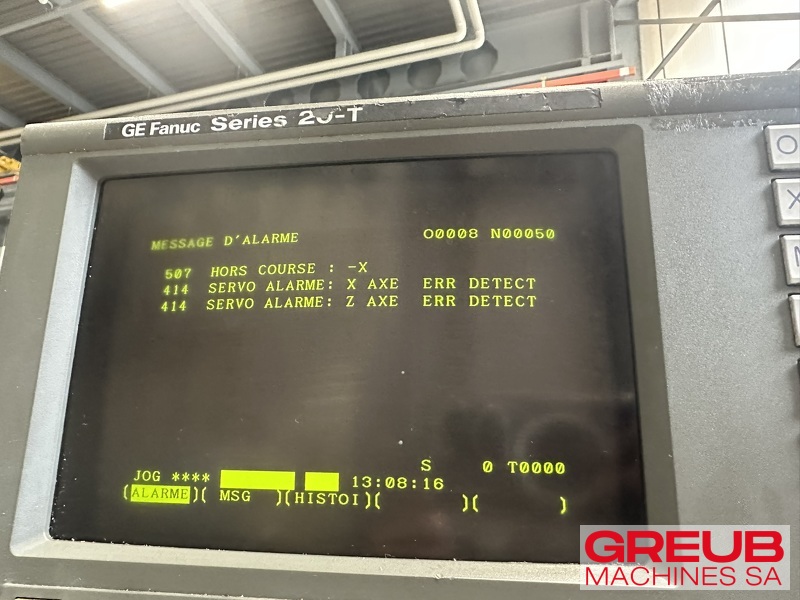 GE Fanuc Series 20-T
MESSAGE D'ALARME O0008 N00050
507 HORS COURSE : -X
414 SERVO ALARME: X AXE ERR DETECT
414 SERVO ALARME: Z AXE ERR DETECT
S 0 T0000
JOG **** 13:08:16
(ALARME)( MSG )(HISTOI)( )( )
O
X
GREUB
MACHINES SA